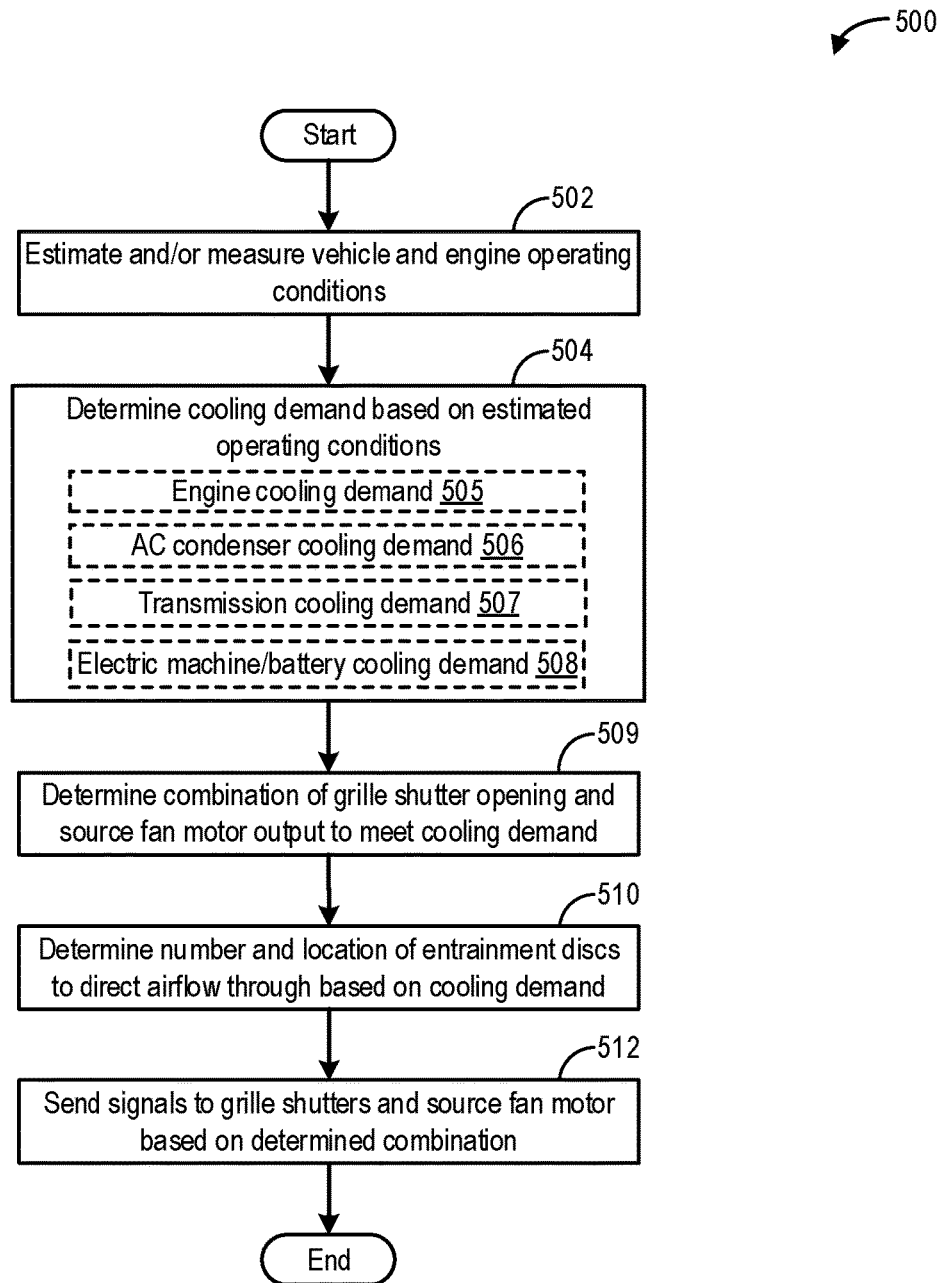 500
Start
502
Estimate and/or measure vehicle and engine operating
conditions
504
Determine cooling demand based on estimated
operating conditions
Engine cooling demand 505
AC condenser cooling demand 506
Transmission cooling demand 507
Electric machine/battery cooling demand 508
509
Determine combination of grille shutter opening and
source fan motor output to meet cooling demand
510
Determine number and location of entrainment discs
to direct airflow through based on cooling demand
512
Send signals to grille shutters and source fan motor
based on determined combination
End